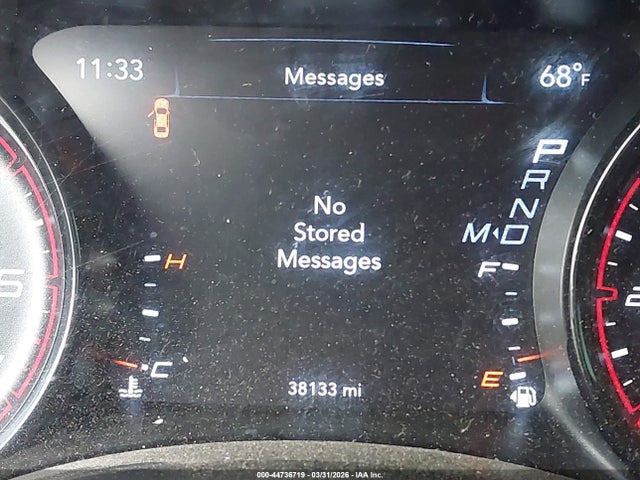 11:33
Messages
68°F
P
R
N
M D
No
Stored
Messages
H
F
C
E
38133 mi
000-44736719 - 03/31/2026 - IAA Inc.